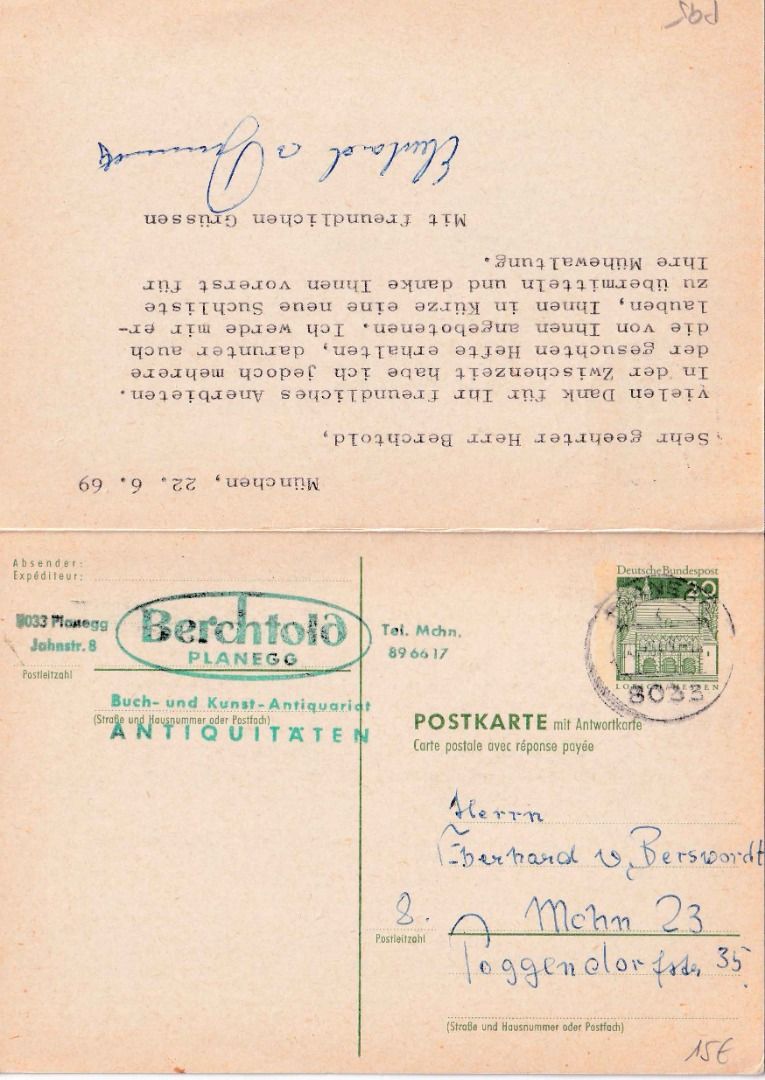 München, 22. 6. 69
Sehr geehrter Herr Berchtold,
vielen Dank für Ihr freundliches Anerbieten.
In der Zwischenzeit habe ich jedoch mehrere
der gesuchten Hefte erhalten, darunter auch
die von Ihnen angebotenen. Ich werde mir er-
lauben, Ihnen in Kürze eine neue Suchliste
zu übermitteln und danke Ihnen vorerst für
Ihre Mühewaltung.
Mit freundlichen Grüssen
Absender:
Expéditeur:
8033 Planegg
Jahnstr. 8
Postleitzahl
Berchtold
PLANEGG
Tel. Mchn.
89 66 17
Buch- und Kunst-Antiquariat
(Straße und Hausnummer oder Postfach)
ANTIQUITÄTEN
Deutsche Bundespost
20
8033
POSTKARTE mit Antwortkarte
Carte postale avec réponse payée
Herrn
Eberhard v. Berswordt
8. Mchn 23
Postleitzahl
Poggendorfstr 35
(Straße und Hausnummer oder Postfach)
15€